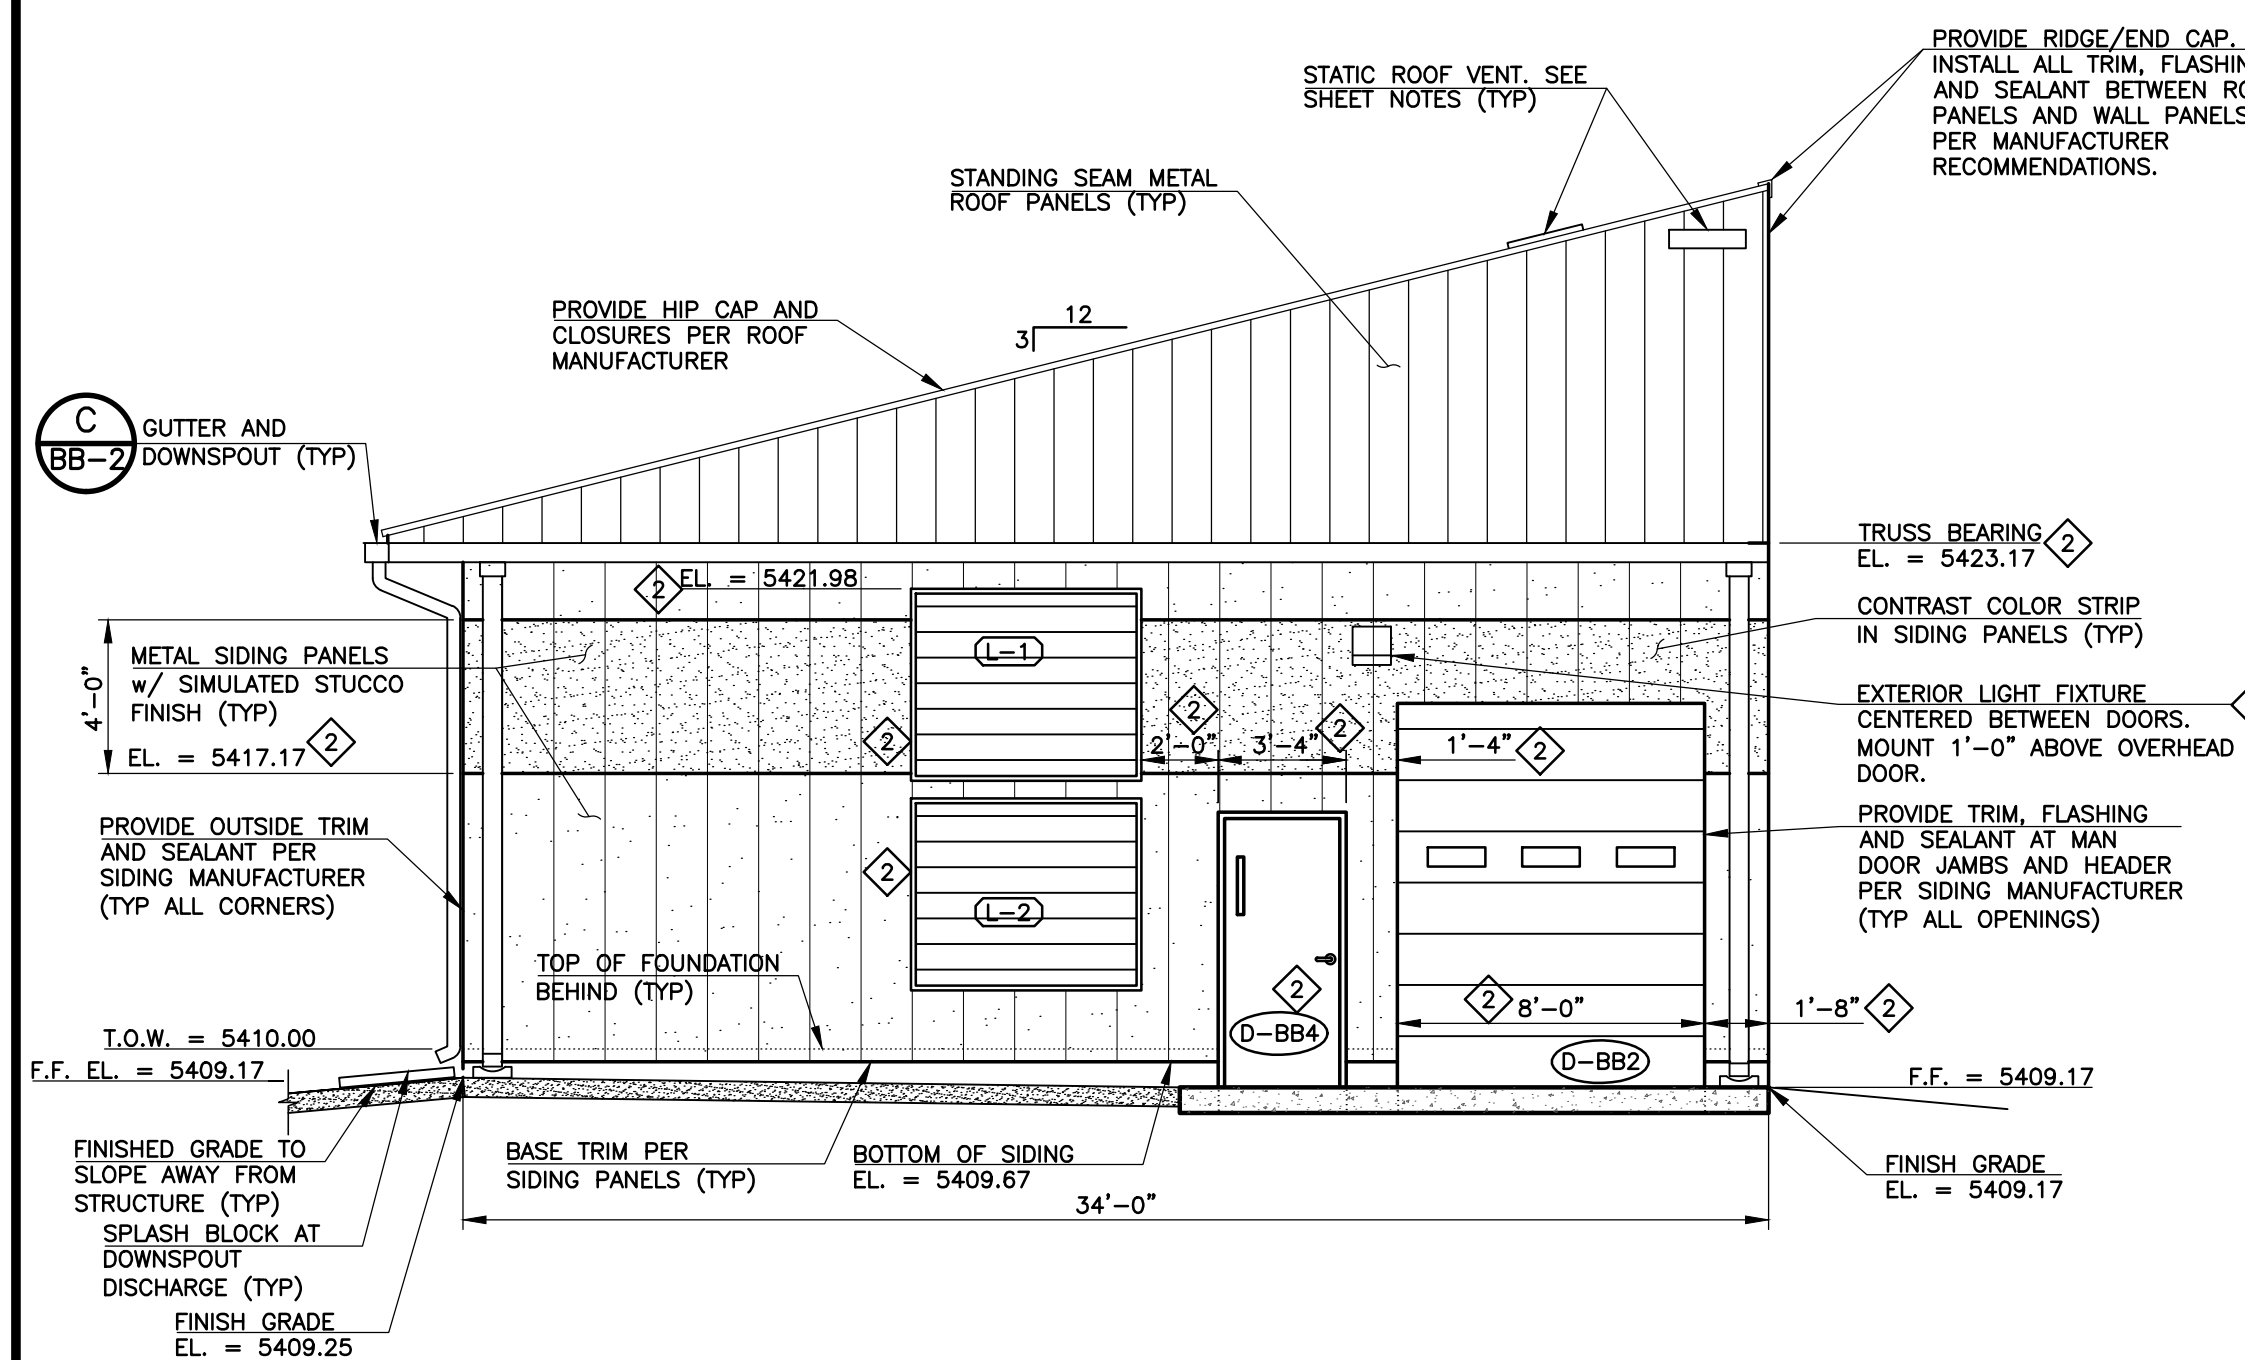 PROVIDE RIDGE/END CAP.
INSTALL ALL TRIM,
AND SEALANT BETWEEN
PANELS AND WALL PANELS
PER MANUFACTURER
RECOMMENDATIONS.
STATIC ROOF VENT. SEE
SHEET NOTES (TYP)
STANDING SEAM METAL
ROOF PANELS (TYP)
PROVIDE HIP CAP AND
CLOSURES PER ROOF
MANUFACTURER
12
3
C
BB-2
GUTTER AND
DOWNSPOUT (TYP)
TRUSS BEARING
EL. = 5423.17
2
2
EL. = 5421.98
CONTRAST COLOR STRIP
IN SIDING PANELS (TYP)
L-1
4'-0"
METAL SIDING PANELS
w/ SIMULATED STUCCO
FINISH (TYP)
EL. = 5417.17
2
2
2
2'-0"
3'-4"
2
1'-4"
2
EXTERIOR LIGHT FIXTURE
CENTERED BETWEEN DOORS.
MOUNT 1'-0" ABOVE OVERHEAD
DOOR.
PROVIDE OUTSIDE TRIM
AND SEALANT PER
SIDING MANUFACTURER
(TYP ALL CORNERS)
2
L-2
PROVIDE TRIM, FLASHING
AND SEALANT AT MAN
DOOR JAMBS AND HEADER
PER SIDING MANUFACTURER
(TYP ALL OPENINGS)
TOP OF FOUNDATION
BEHIND (TYP)
2
D-BB4
2
8'-0"
1'-8"
2
D-BB2
T.O.W. = 5410.00
F.F. EL. = 5409.17
F.F. = 5409.17
FINISHED GRADE TO
SLOPE AWAY FROM
STRUCTURE (TYP)
BASE TRIM PER
SIDING PANELS (TYP)
BOTTOM OF SIDING
EL. = 5409.67
FINISH GRADE
EL. = 5409.17
34'-0"
SPLASH BLOCK AT
DOWNSPOUT
DISCHARGE (TYP)
FINISH GRADE
EL. = 5409.25